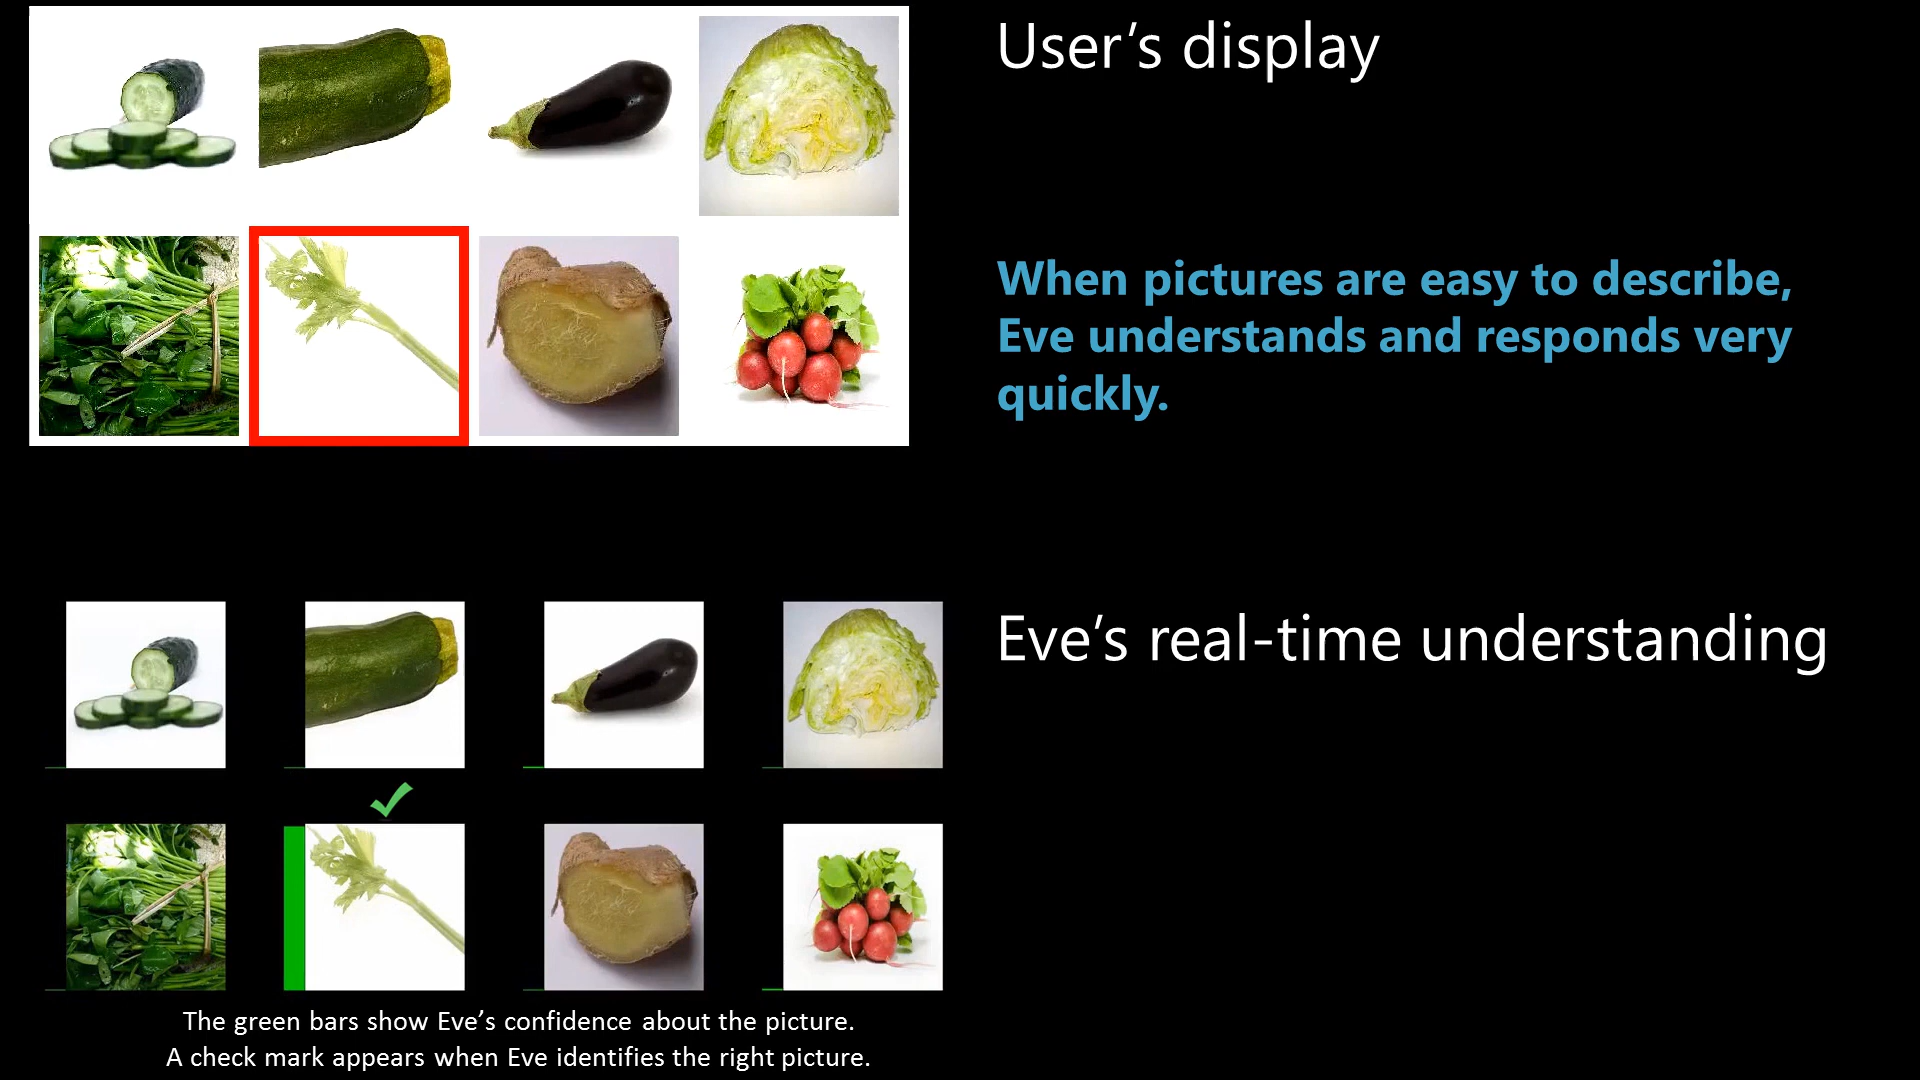 User’s display
When pictures are easy to describe,
Eve understands and responds very
quickly.
Eve’s real-time understanding
The green bars show Eve’s confidence about the picture.
A check mark appears when Eve identifies the right picture.